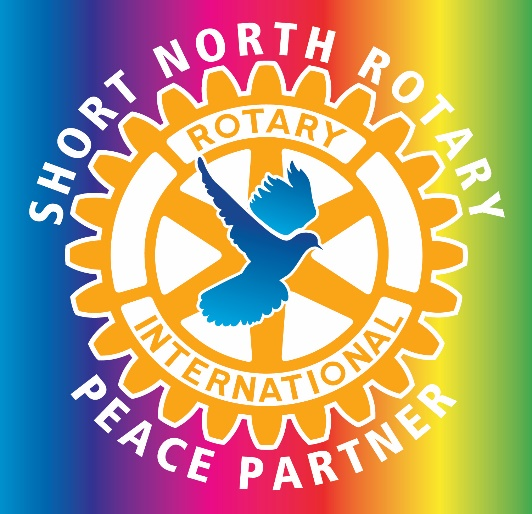 SHORT NORTH ROTARY
ROTARY
INTERNATIONAL
PEACE PARTNER